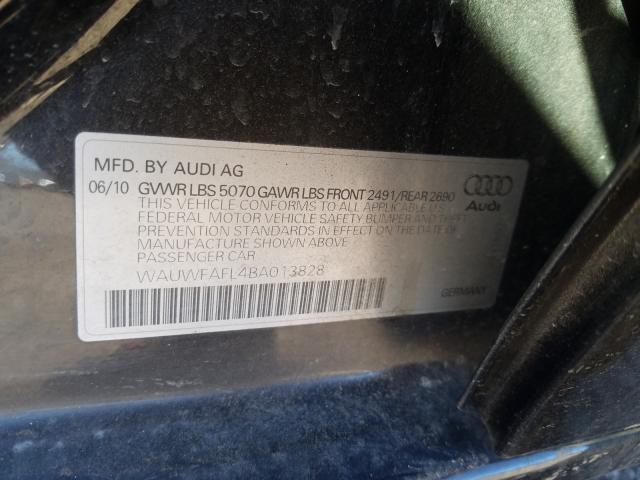 MFD. BY AUDI AG
06/10 GVWR LBS 5070 GAWR LBS FRONT 2491/REAR 2690
THIS VEHICLE CONFORMS TO ALL APPLICABLE U.S.
FEDERAL MOTOR VEHICLE SAFETY BUMPER AND THEFT
PREVENTION STANDARDS IN EFFECT ON THE DATE OF
MANUFACTURE SHOWN ABOVE
PASSENGER CAR
WAUWFAFL4BA013828
Audi
GERMANY